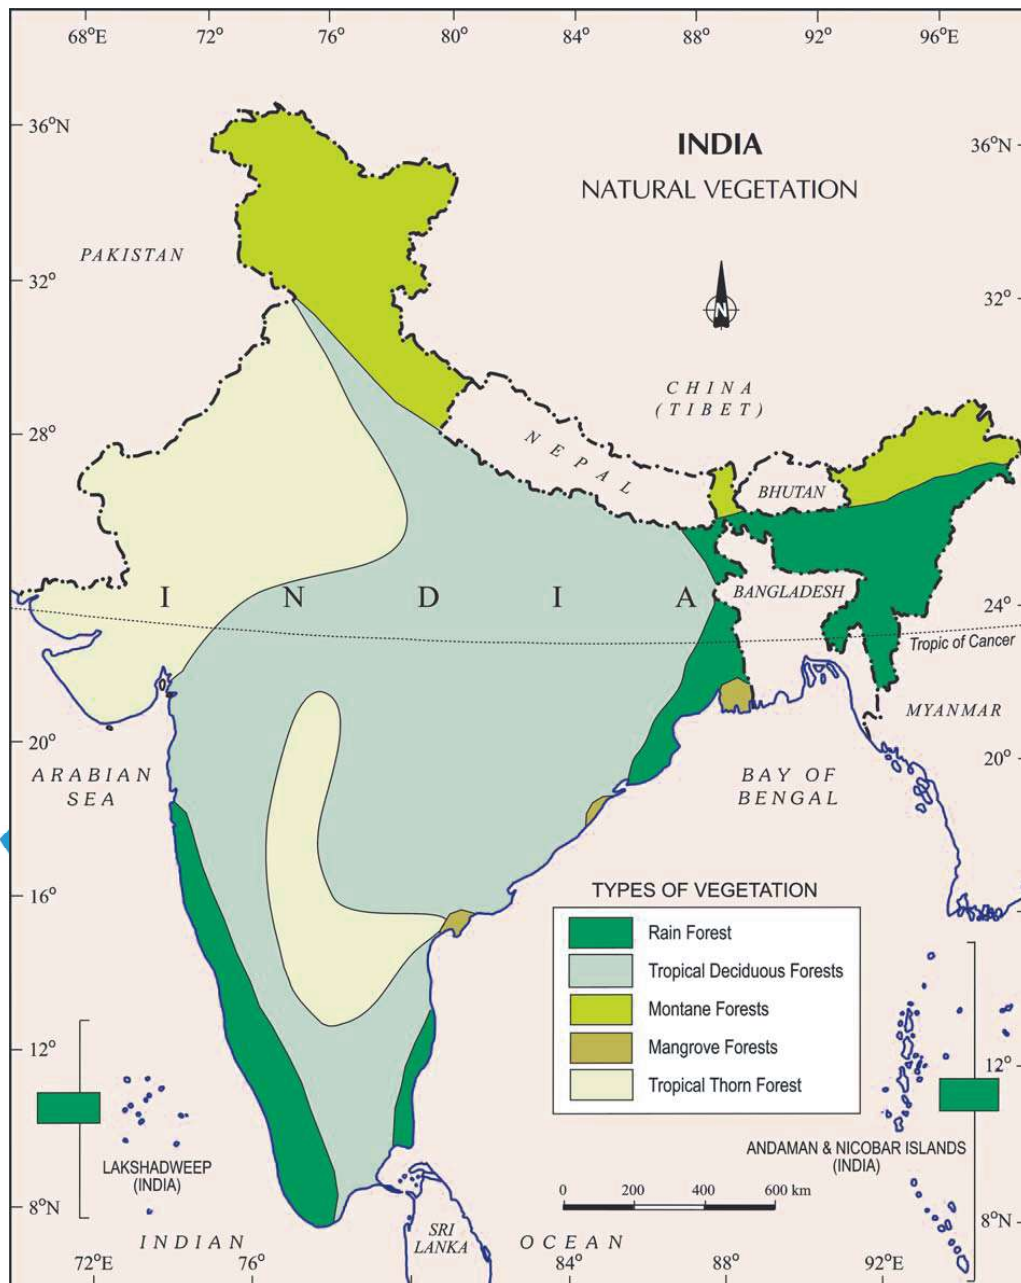 68°E 72° 76° 80° 84° 88° 92° 96°E
36°N
36°N
INDIA
NATURAL VEGETATION
PAKISTAN
32°
32°
N
CHINA
(TIBET)
28°
28°
NEPAL
BHUTAN
INDIA
BANGLADESH
24°
Tropic of Cancer
MYANMAR
20°
20°
ARABIAN
SEA
BAY OF
BENGAL
16°
TYPES OF VEGETATION
Rain Forest
Tropical Deciduous Forests
Montane Forests
Mangrove Forests
Tropical Thorn Forest
12°
12°
LAKSHADWEEP
(INDIA)
ANDAMAN & NICOBAR ISLANDS
(INDIA)
0 200 400 600 km
8°N
8°N
SRI
LANKA
INDIAN OCEAN
72°E 76° 84° 88° 92°E